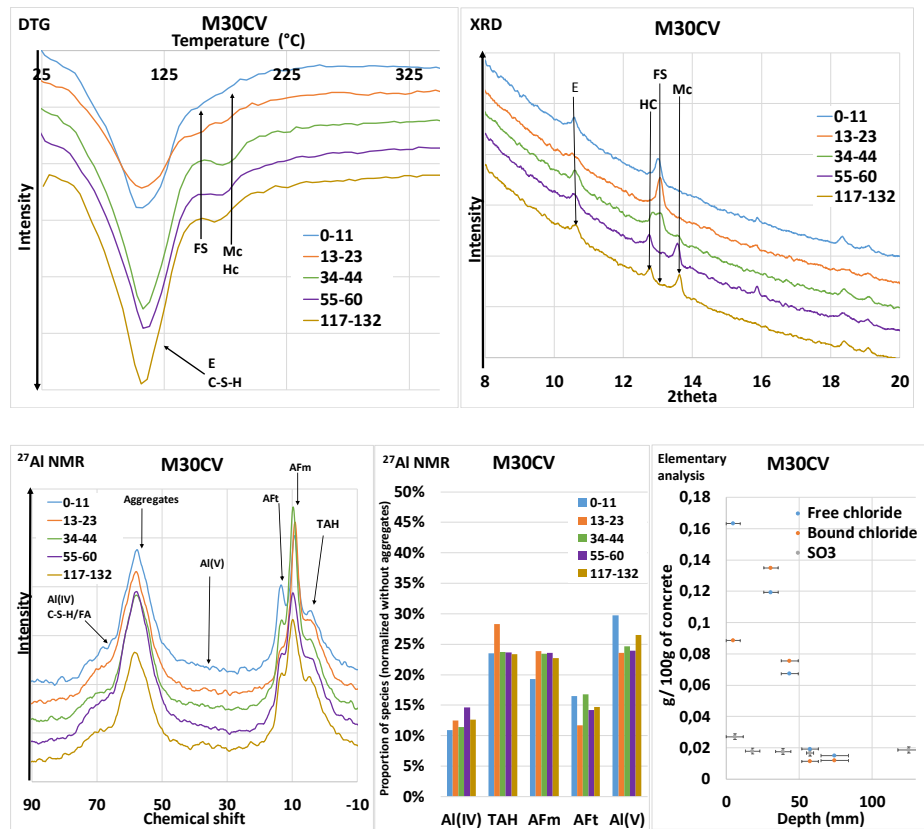 DTG
M30CV
Temperature (°C)
25
125
225
325
Intensity
FS
Mc
Hc
E
C-S-H
0-11
13-23
34-44
55-60
117-132
XRD
M30CV
E
HC
FS
Mc
0-11
13-23
34-44
55-60
117-132
Intensity
8
10
12
14
16
18
20
2theta
27Al NMR
M30CV
AFm
Aggregates
AFt
TAH
Al(V)
0-11
13-23
34-44
55-60
117-132
Al(IV)
C-S-H/FA
Intensity
90
70
50
30
10
-10
Chemical shift
27Al NMR
M30CV
Proportion of species (normalized without aggregates)
50%
45%
40%
35%
30%
25%
20%
15%
10%
5%
0%
0-11
13-23
34-44
55-60
117-132
Al(IV)
TAH
AFm
AFt
Al(V)
Elementary
analysis
M30CV
g/ 100g of concrete
0,18
0,16
0,14
0,12
0,1
0,08
0,06
0,04
0,02
0
Free chloride
Bound chloride
SO3
0
50
100
Depth (mm)